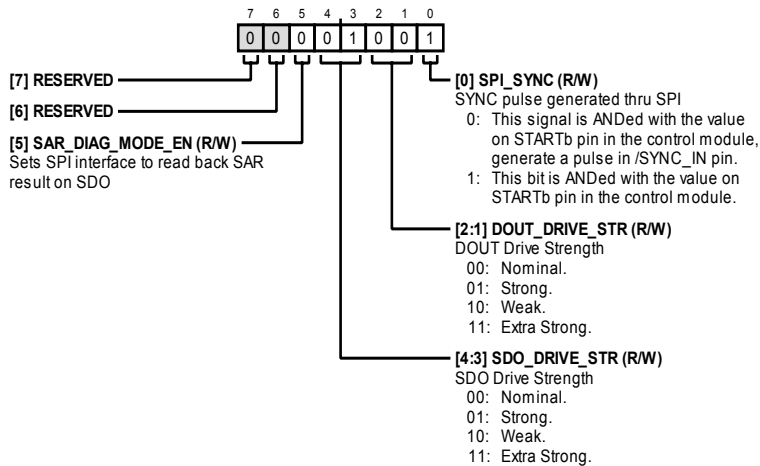 7 6 5 4 3 2 1 0
0 0 0 0 1 0 0 1
[7] RESERVED
[6] RESERVED
[5] SAR_DIAG_MODE_EN (R/W)
Sets SPI interface to read back SAR
result on SDO
[0] SPI_SYNC (R/W)
SYNC pulse generated thru SPI
0: This signal is ANDed with the value
on STARTb pin in the control module,
generate a pulse in /SYNC_IN pin.
1: This bit is ANDed with the value on
STARTb pin in the control module.
[2:1] DOUT_DRIVE_STR (R/W)
DOUT Drive Strength
00: Nominal.
01: Strong.
10: Weak.
11: Extra Strong.
[4:3] SDO_DRIVE_STR (R/W)
SDO Drive Strength
00: Nominal.
01: Strong.
10: Weak.
11: Extra Strong.